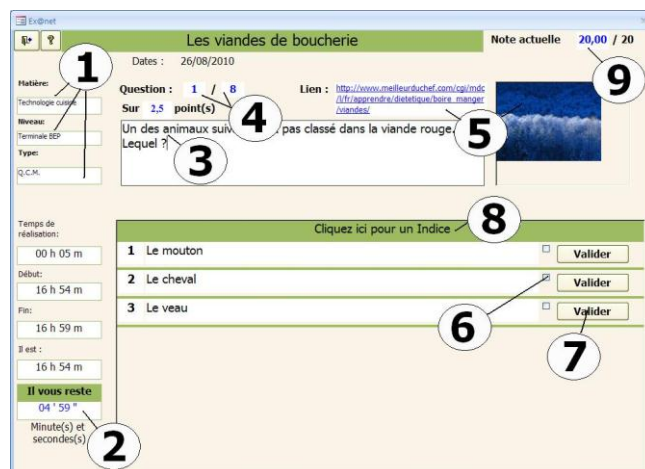 Ex@net
?
Les viandes de boucherie
Note actuelle 20,00 / 20
Dates : 26/08/2010
9
1
Matière:
Technologie cuisine
Niveau:
Terminale BEP
Type:
Q.C.M.
Question : 1 / 8
Sur 2,5 point(s)
4
Lien : http://www.meilleurduchef.com/cgi/mdc
/l/fr/apprendre/dietetique/boire_manger
/viandes/
5
Un des animaux pas classé dans la viande rouge.
Lequel ?
3
Temps de
réalisation:
00 h 05 m
Début:
16 h 54 m
Fin:
16 h 59 m
Il est :
16 h 54 m
Il vous reste
04 ' 59 "
Minute(s) et
secondes(s)
2
Cliquez ici pour un Indice
8
1 Le mouton Valider
2 Le cheval Valider
3 Le veau Valider
6
7